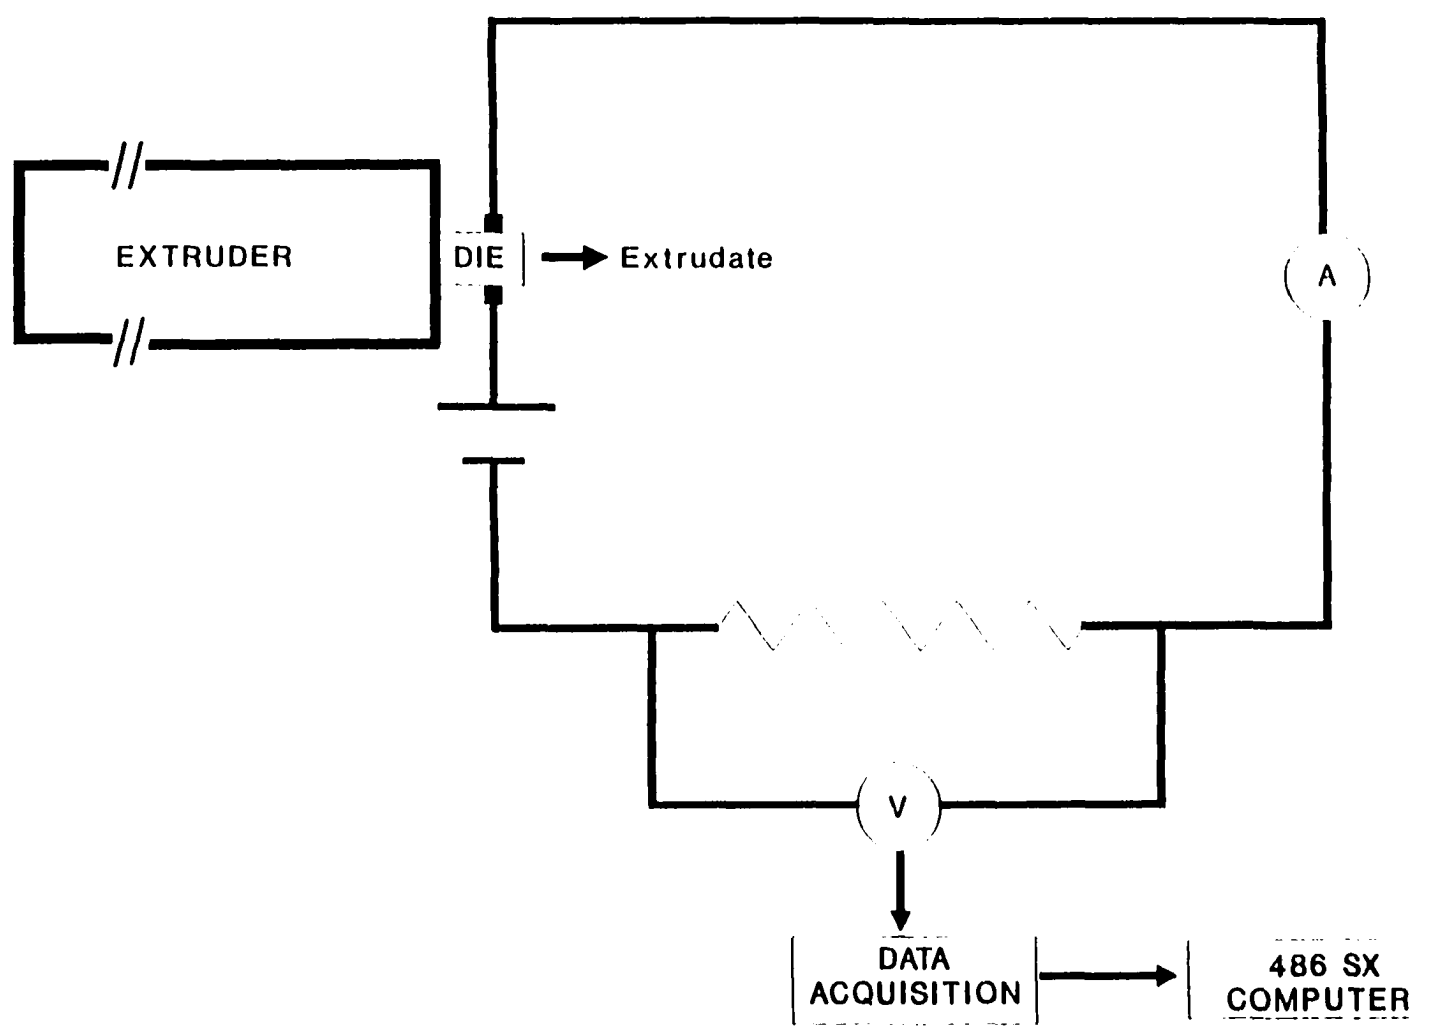 EXTRUDER
DIE
Extrudate
A
V
DATA
ACQUISITION
486 SX
COMPUTER